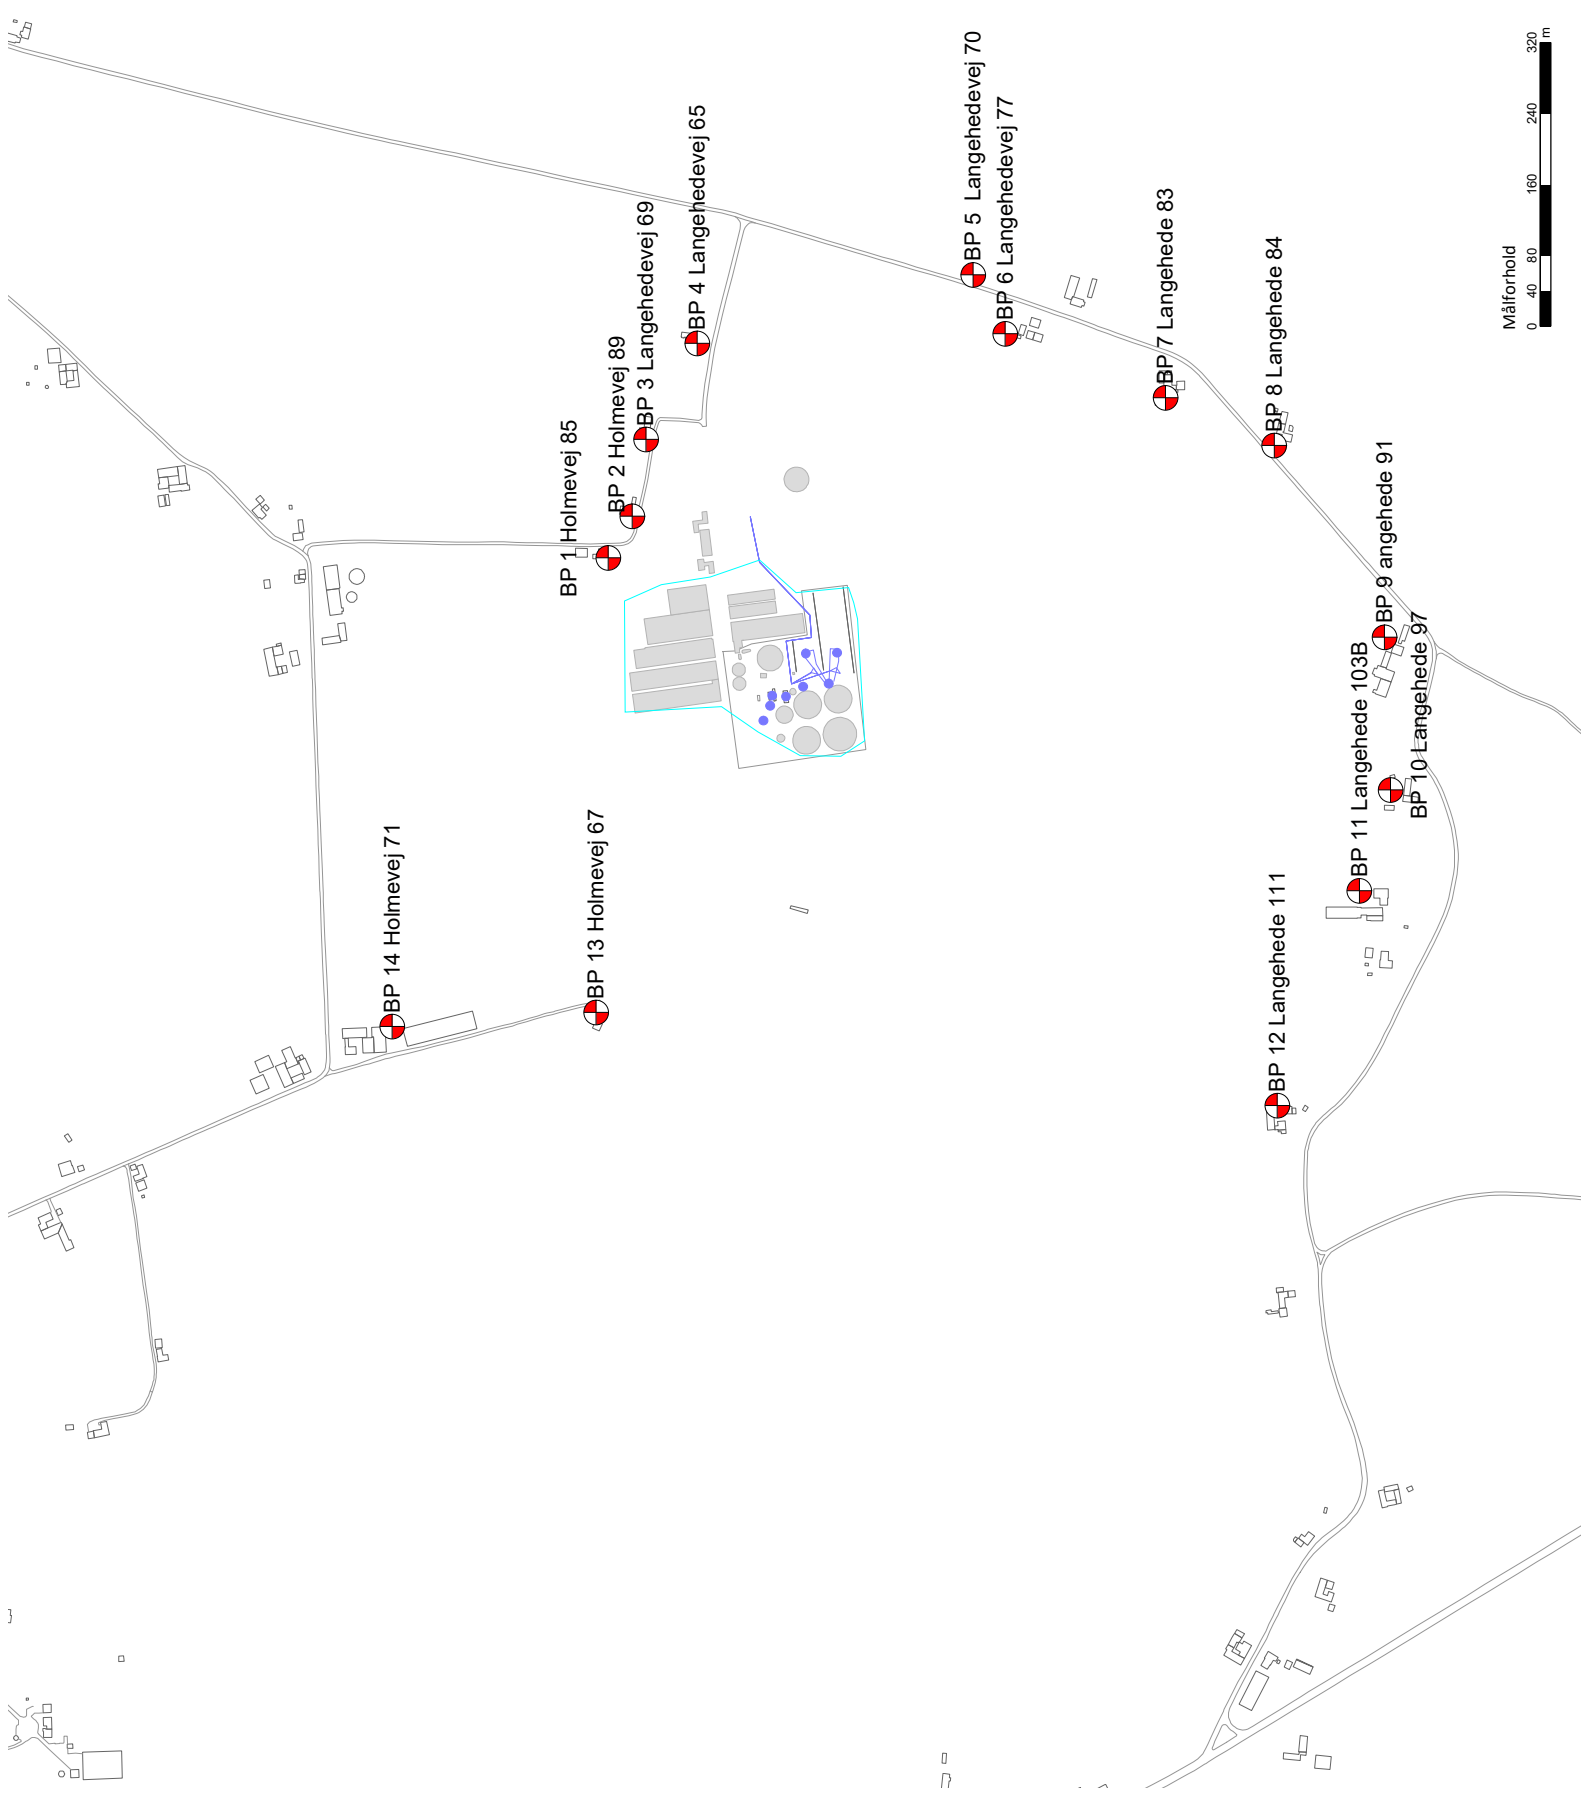 BP 1 Holmevej 85
BP 2 Holmevej 89
BP 3 Langehedevej 69
BP 4 Langehedevej 65
BP 5  Langehedevej 70
BP 6 Langehedevej 77
BP 7 Langehede 83
BP 8 Langehede 84
BP 9 angehede 91
BP 10 Langehede 97
BP 11 Langehede 103B
BP 12 Langehede 111
BP 13 Holmevej 67
BP 14 Holmevej 71
Målforhold
0 40 80 160 240 320
m